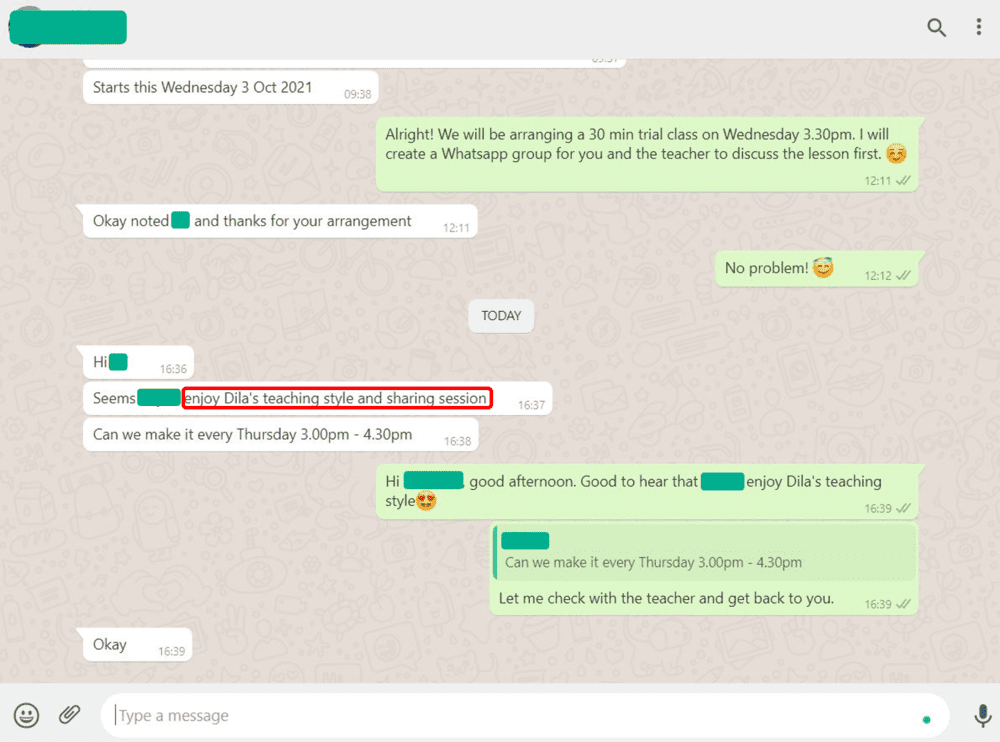 Starts this Wednesday 3 Oct 2021
09:38
Alright! We will be arranging a 30 min trial class on Wednesday 3.30pm. I will
create a Whatsapp group for you and the teacher to discuss the lesson first.
12:11
Okay noted and thanks for your arrangement
12:11
No problem!
12:12
TODAY
Hi
16:36
Seems enjoy Dila's teaching style and sharing session
16:37
Can we make it every Thursday 3.00pm - 4.30pm
16:38
Hi good afternoon. Good to hear that enjoy Dila's teaching
style
16:39
Can we make it every Thursday 3.00pm - 4.30pm
Let me check with the teacher and get back to you.
16:39
Okay
16:39
Type a message